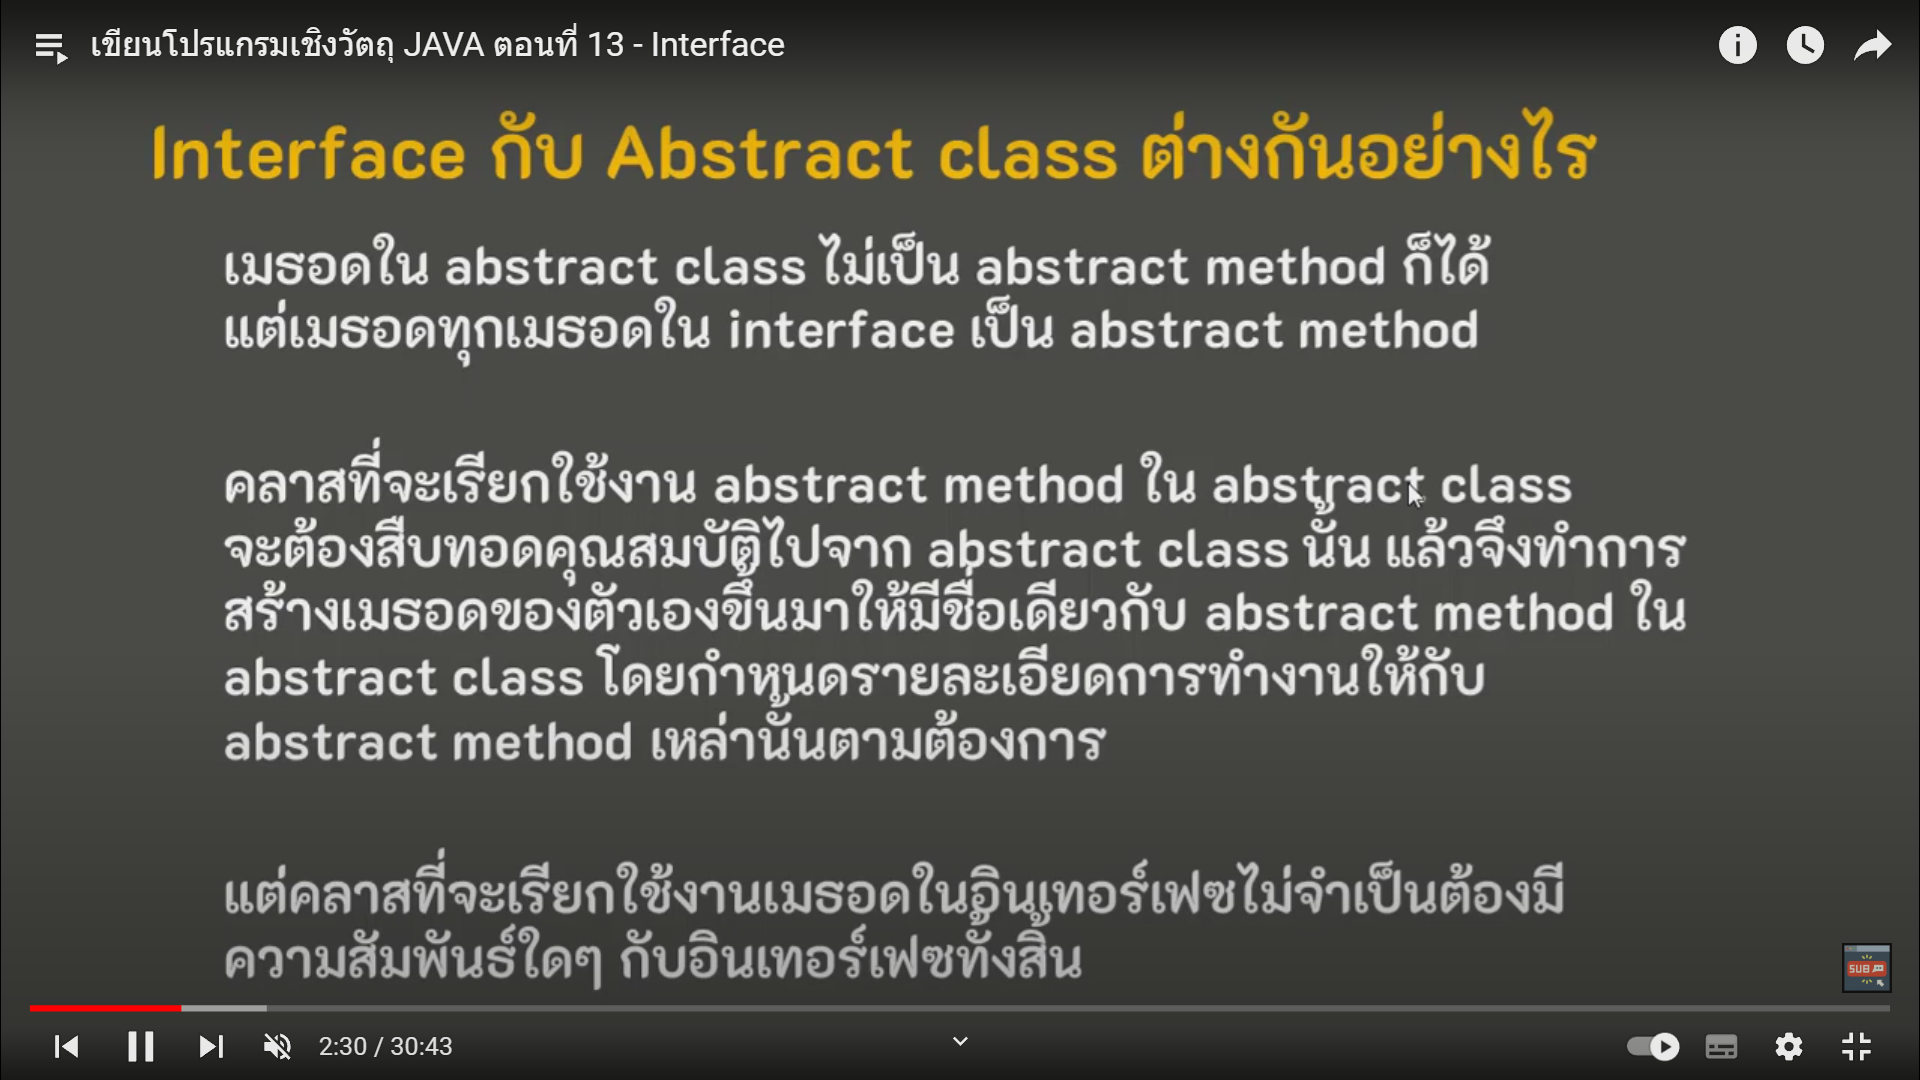 เขียนโปรแกรมเชิงวัตถุ JAVA ตอนที่ 13 - Interface
Interface กับ Abstract class ต่างกันอย่างไร
เมธอดใน abstract class ไม่เป็น abstract method ก็ได้
แต่เมธอดทุกเมธอดใน interface เป็น abstract method
คลาสที่จะเรียกใช้งาน abstract method ใน abstract class
จะต้องสืบทอดคุณสมบัติไปจาก abstract class นั้น แล้วจึงทำการ
สร้างเมธอดของตัวเองขึ้นมาให้มีชื่อเดียวกับ abstract method ใน
abstract class โดยกำหนดรายละเอียดการทำงานให้กับ
abstract method เหล่านั้นตามต้องการ
แต่คลาสที่จะเรียกใช้งานเมธอดในอินเทอร์เฟซไม่จำเป็นต้องมี
ความสัมพันธ์ใดๆ กับอินเทอร์เฟซทั้งสิ้น
SUB
2:30 / 30:43